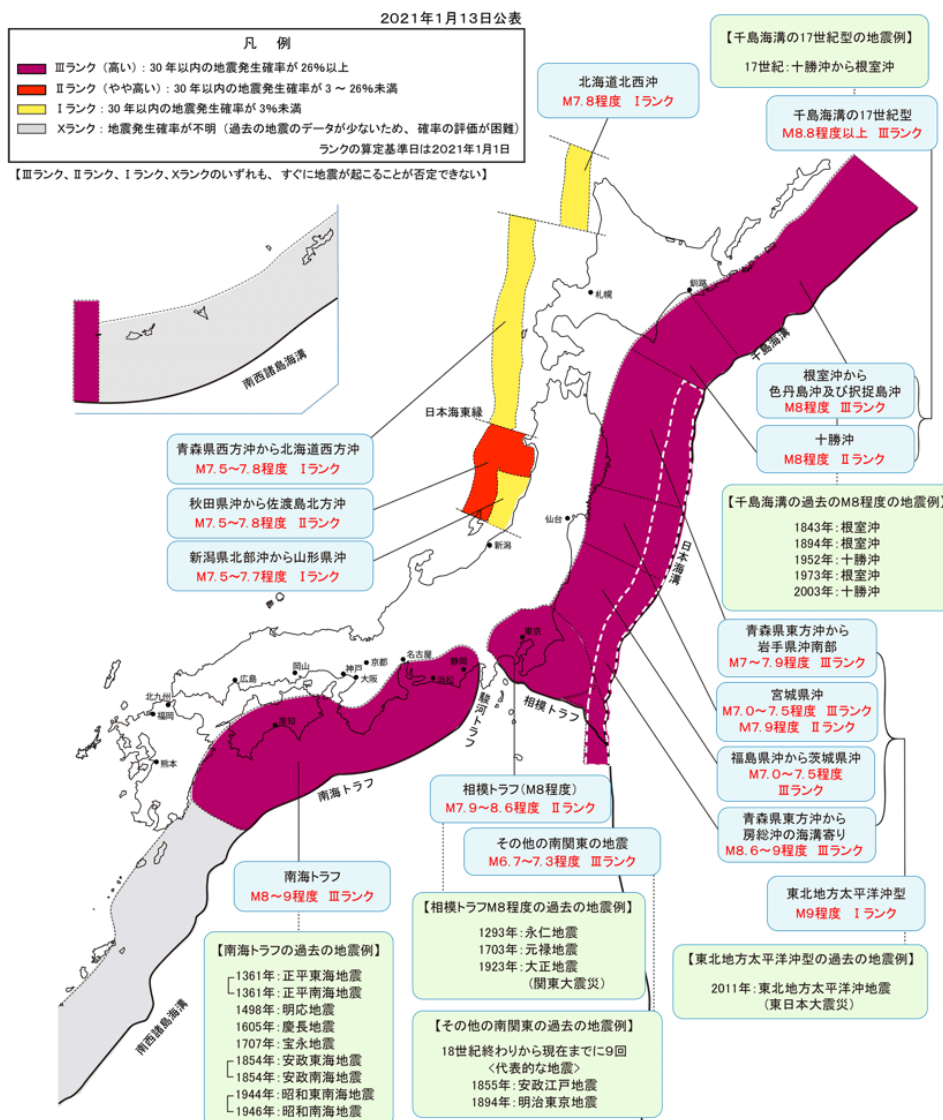 2021年1月13日公表
凡 例
Ⅲランク（高い）：30年以内の地震発生確率が26%以上
Ⅱランク（やや高い）：30年以内の地震発生確率が3～26%未満
Ⅰランク：30年以内の地震発生確率が3%未満
Xランク：地震発生確率が不明（過去の地震のデータが少ないため、確率の評価が困難）
ランクの算定基準日は2021年1月1日
【Ⅲランク、Ⅱランク、Ⅰランク、Xランクのいずれも、すぐに地震が起こることが否定できない】
北海道北西沖
M7.8程度 Ⅰランク
【千島海溝の17世紀型の地震例】
17世紀：十勝沖から根室沖
千島海溝の17世紀型
M8.8程度以上 Ⅲランク
南西諸島海溝
札幌
釧路
千島海溝
根室沖から
色丹島沖及び択捉島沖
M8程度 Ⅲランク
十勝沖
M8程度 Ⅱランク
日本海東縁
青森県西方沖から北海道西方沖
M7.5～7.8程度 Ⅰランク
秋田県沖から佐渡島北方沖
M7.5～7.8程度 Ⅱランク
新潟県北部沖から山形県沖
M7.5～7.7程度 Ⅰランク
仙台
新潟
日本海溝
【千島海溝の過去のM8程度の地震例】
1843年：根室沖
1894年：根室沖
1952年：十勝沖
1973年：根室沖
2003年：十勝沖
青森県東方沖から
岩手県沖南部
M7～7.9程度 Ⅲランク
宮城県沖
M7.0～7.5程度 Ⅲランク
M7.9程度 Ⅱランク
福島県沖から茨城県沖
M7.0～7.5程度
Ⅲランク
青森県東方沖から
房総沖の海溝寄り
M8.6～9程度 Ⅲランク
東京
名古屋
静岡
浜松
京都
神戸
大阪
岡山
広島
北九州
福岡
高知
熊本
駿河トラフ
相模トラフ
南海トラフ
相模トラフ（M8程度）
M7.9～8.6程度 Ⅱランク
その他の南関東の地震
M6.7～7.3程度 Ⅲランク
南海トラフ
M8～9程度 Ⅲランク
東北地方太平洋沖型
M9程度 Ⅰランク
【相模トラフM8程度の過去の地震例】
1293年：永仁地震
1703年：元禄地震
1923年：大正地震
（関東大震災）
【東北地方太平洋沖型の過去の地震例】
2011年：東北地方太平洋沖地震
（東日本大震災）
【南海トラフの過去の地震例】
1361年：正平東海地震
1361年：正平南海地震
1498年：明応地震
1605年：慶長地震
1707年：宝永地震
1854年：安政東海地震
1854年：安政南海地震
1944年：昭和東南海地震
1946年：昭和南海地震
【その他の南関東の過去の地震例】
18世紀終わりから現在までに9回
<代表的な地震>
1855年：安政江戸地震
1894年：明治東京地震
南西諸島海溝